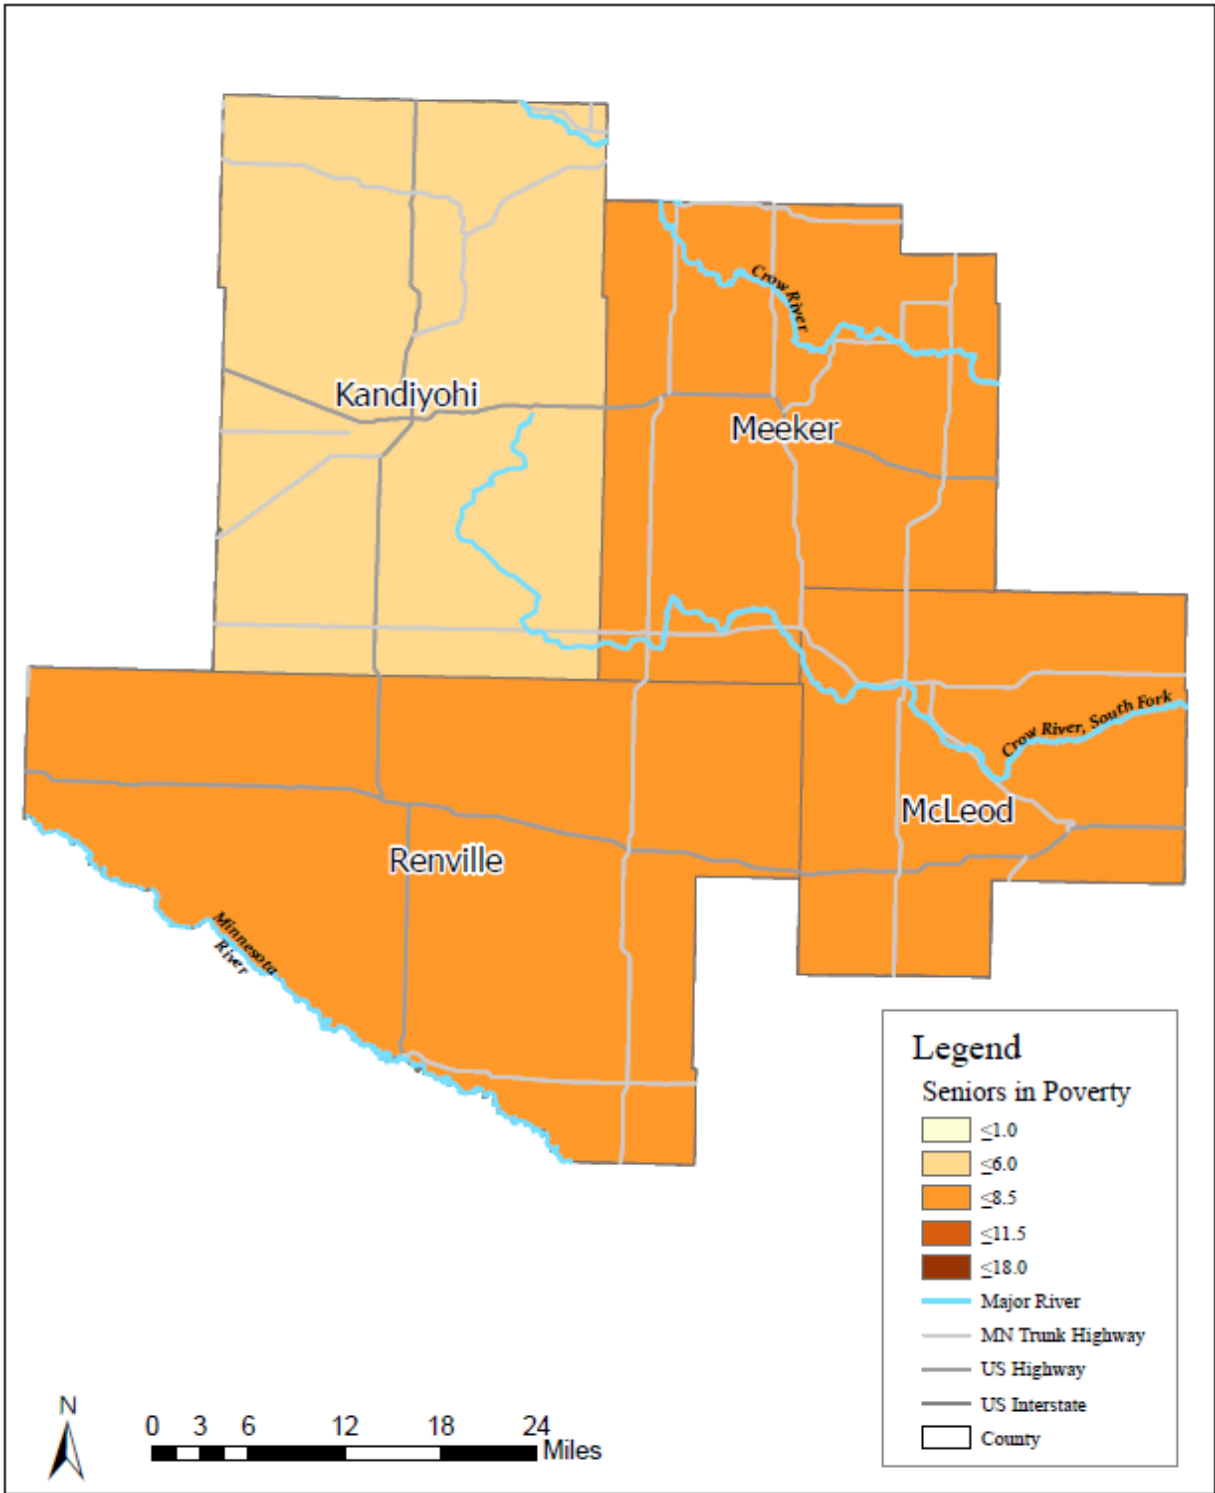 Kandiyohi
Crow River
Meeker
Crow River, South Fork
McLeod
Renville
Minnesota
River
Legend
Seniors in Poverty
≤1.0
≤6.0
≤8.5
≤11.5
≤18.0
Major River
MN Trunk Highway
US Highway
US Interstate
County
N
0 3 6 12 18 24
Miles